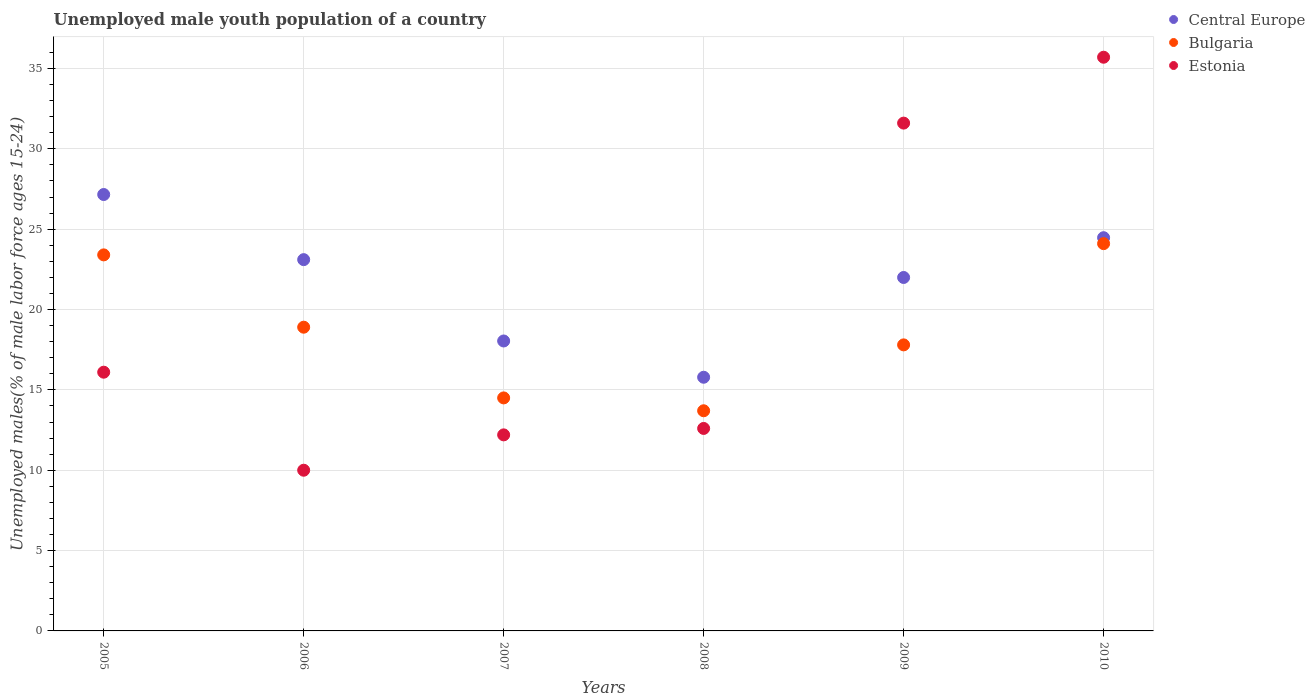 Unemployed male youth population of a country
Central Europe
Bulgaria
Estonia
Unemployed males(% of male labor force ages 15-24)
35
30
25
20
15
10
5
0
2005
2006
2007
2008
2009
2010
Years